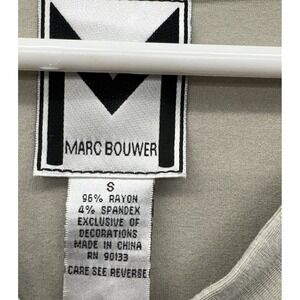 MARC BOUWER
S
96% RAYON
4% SPANDEX
EXCLUSIVE OF
DECORATIONS
MADE IN CHINA
RN 90133
CARE SEE REVERSE